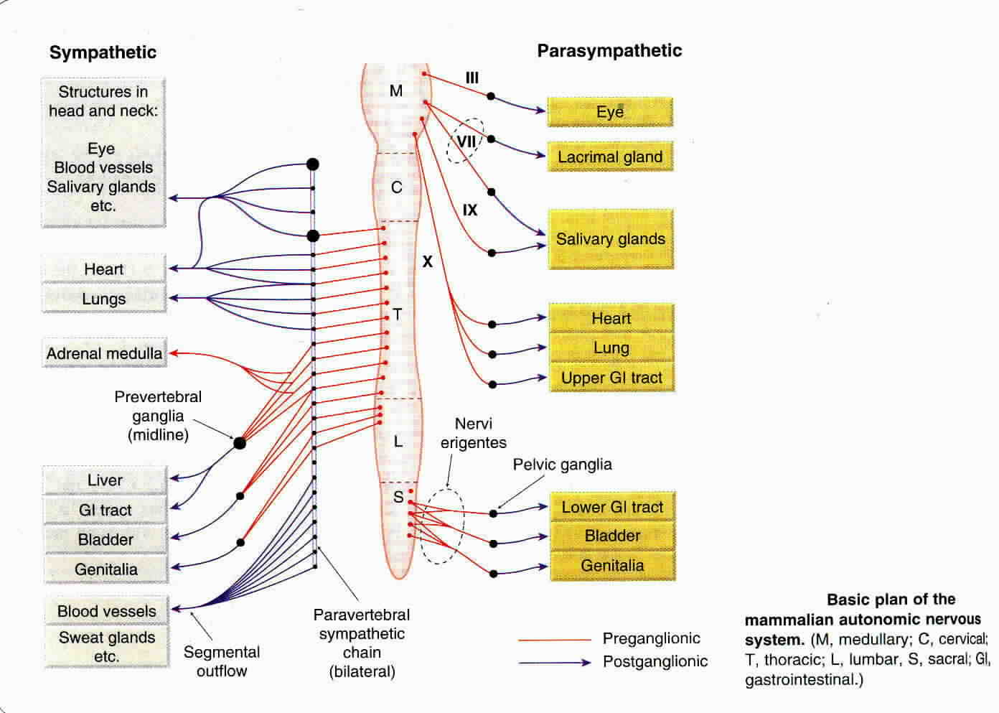 Sympathetic
Structures in
head and neck:
Eye
Blood vessels
Salivary glands
etc.
Heart
Lungs
Adrenal medulla
Prevertebral
ganglia
(midline)
Liver
GI tract
Bladder
Genitalia
Blood vessels
Sweat glands
etc.
Segmental
outflow
Paravertebral
sympathetic
chain
(bilateral)
M
C
T
L
S
Parasympathetic
III
VII
IX
X
Eye
Lacrimal gland
Salivary glands
Heart
Lung
Upper GI tract
Nervi
erigentes
Pelvic ganglia
Lower GI tract
Bladder
Genitalia
Preganglionic
Postganglionic
Basic plan of the
mammalian autonomic nervous
system. (M, medullary; C, cervical;
T, thoracic; L, lumbar, S, sacral; GI,
gastrointestinal.)